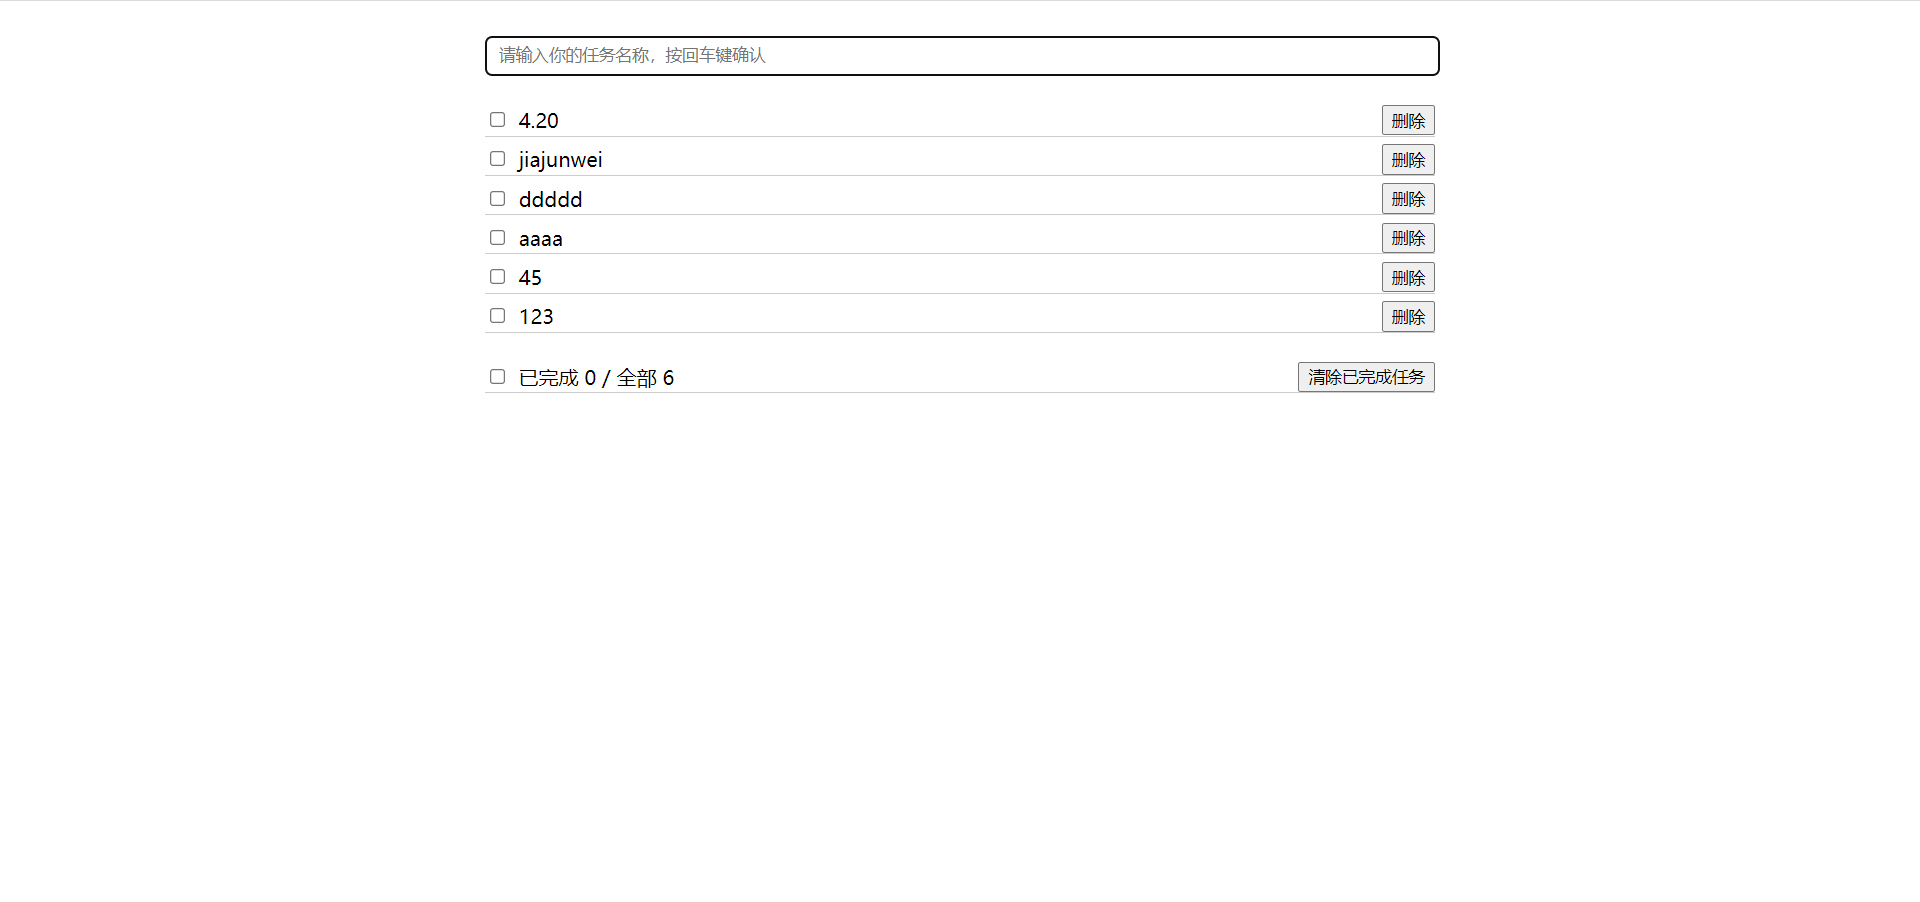 请输入你的任务名称，按回车键确认
4.20 删除
jiajunwei 删除
ddddd 删除
aaaa 删除
45 删除
123 删除
已完成 0 / 全部 6 清除已完成任务